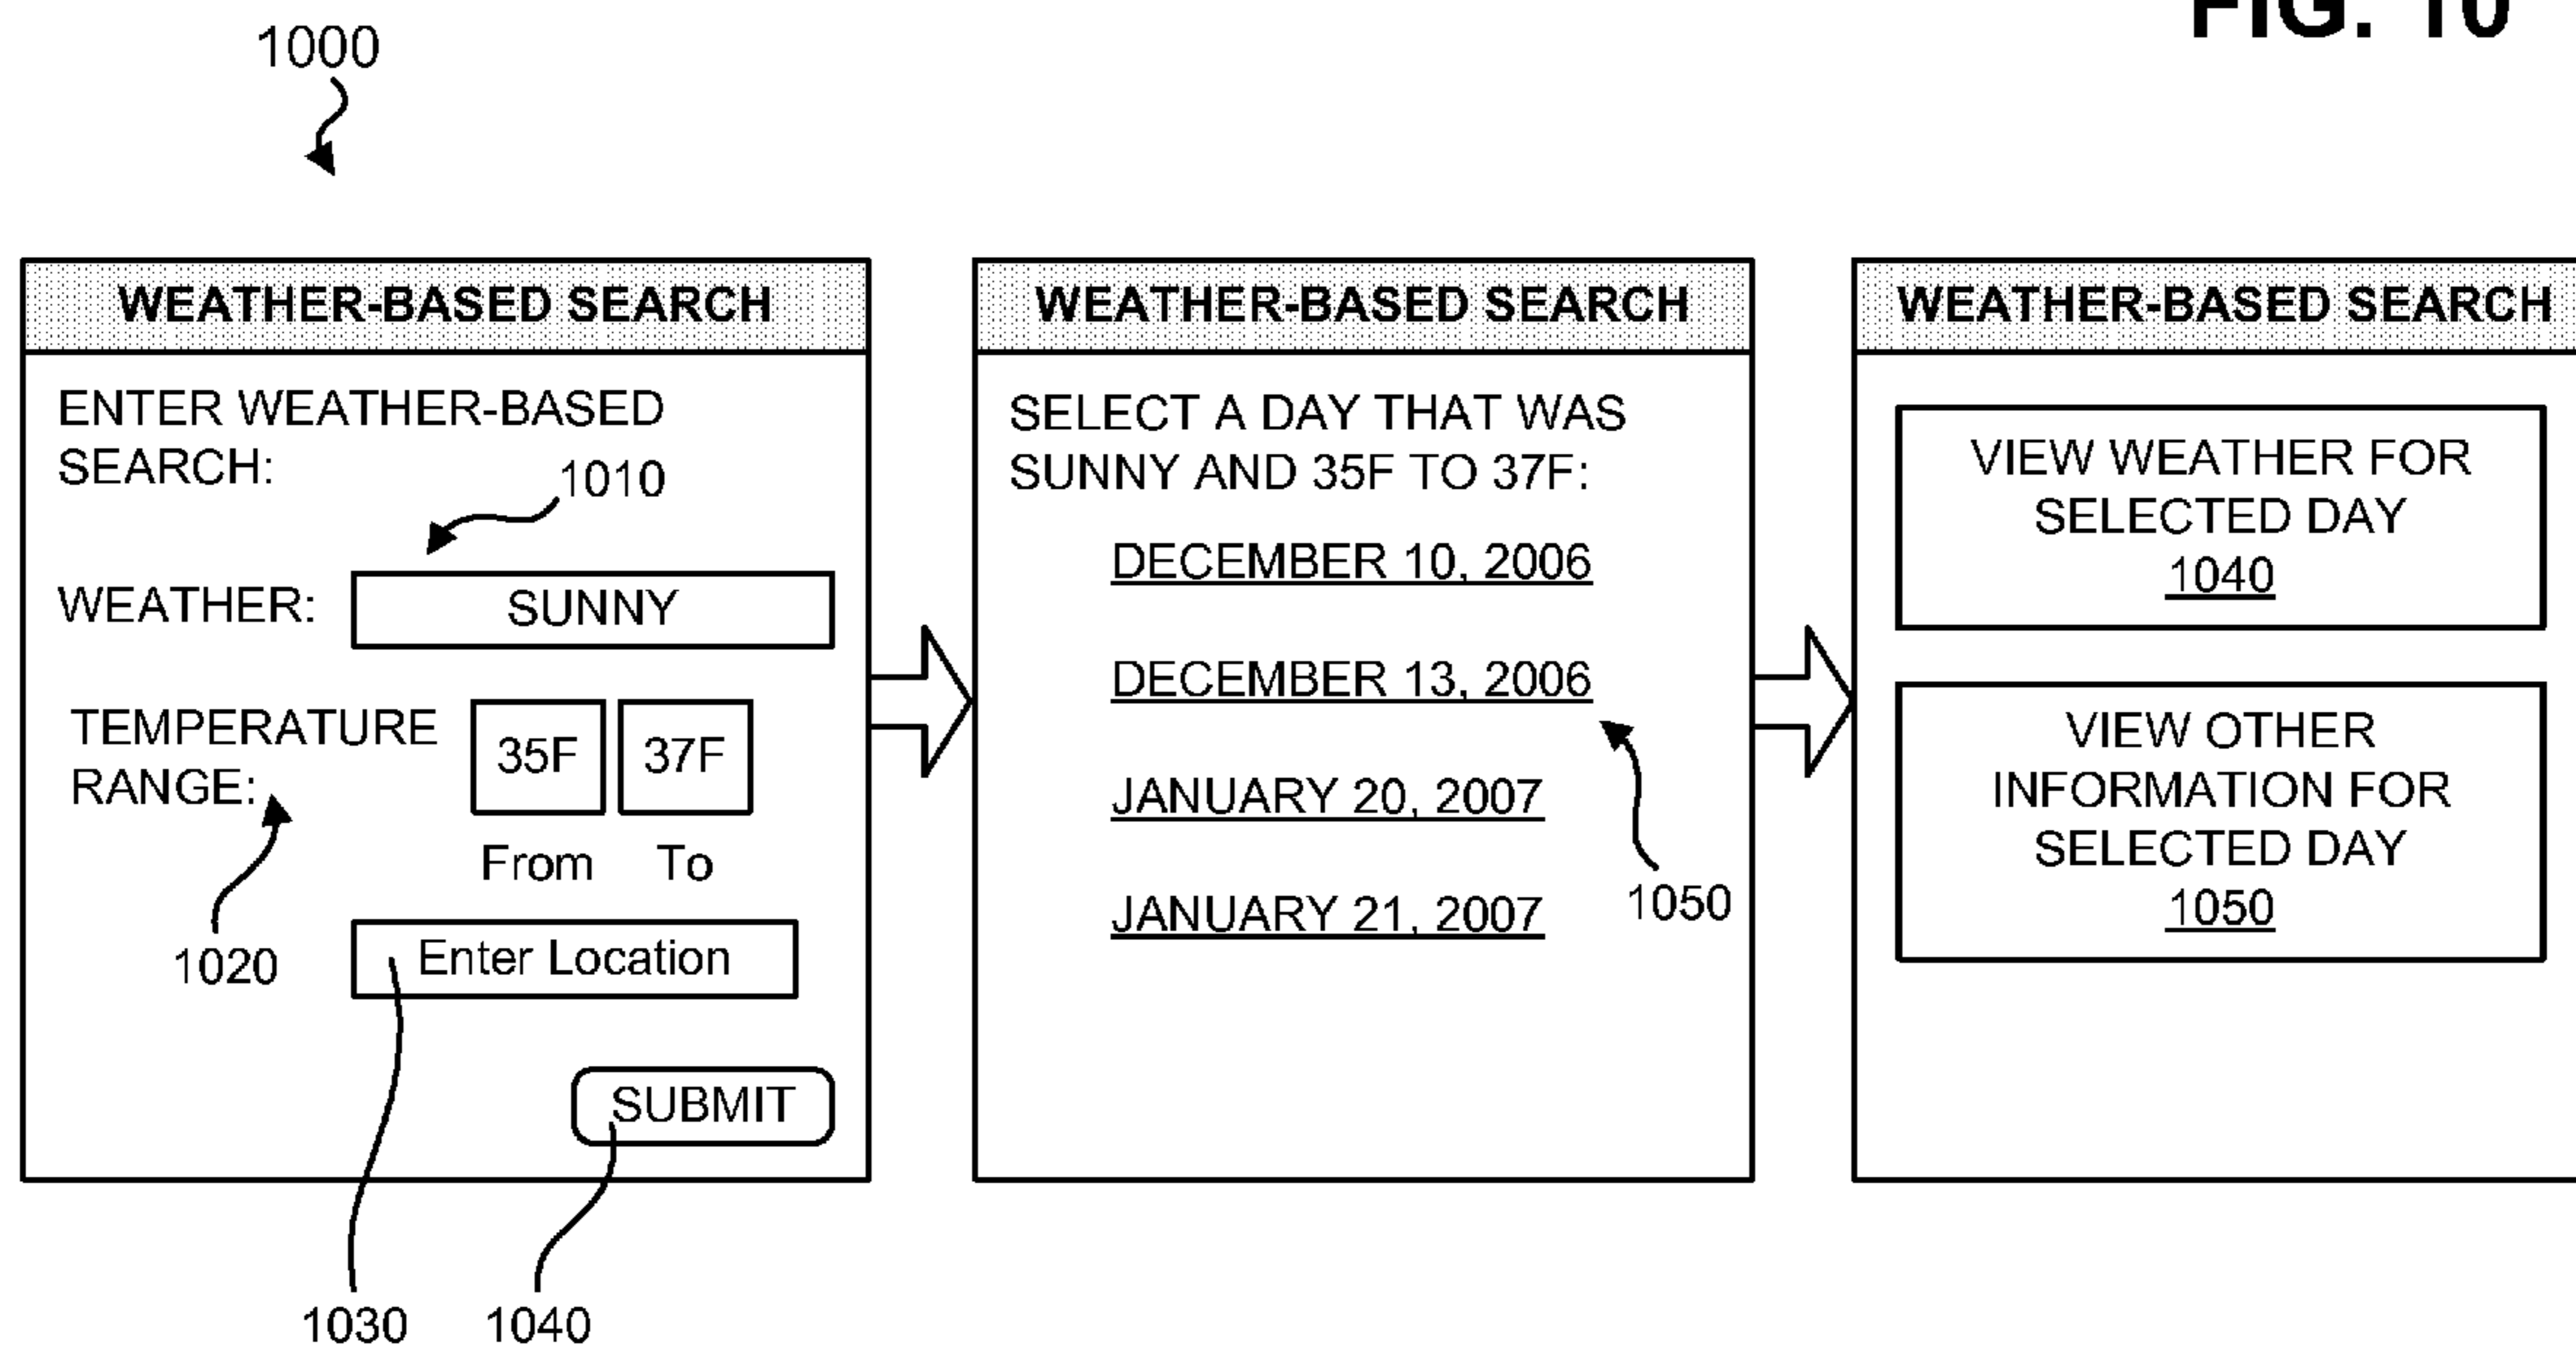 FIG. 10
1000
WEATHER-BASED SEARCH
ENTER WEATHER-BASED
SEARCH:
1010
WEATHER:
SUNNY
TEMPERATURE
RANGE:
35F
37F
From
To
1020
Enter Location
SUBMIT
1030
1040
WEATHER-BASED SEARCH
SELECT A DAY THAT WAS
SUNNY AND 35F TO 37F:
DECEMBER 10, 2006
DECEMBER 13, 2006
JANUARY 20, 2007
JANUARY 21, 2007
1050
WEATHER-BASED SEARCH
VIEW WEATHER FOR
SELECTED DAY
1040
VIEW OTHER
INFORMATION FOR
SELECTED DAY
1050